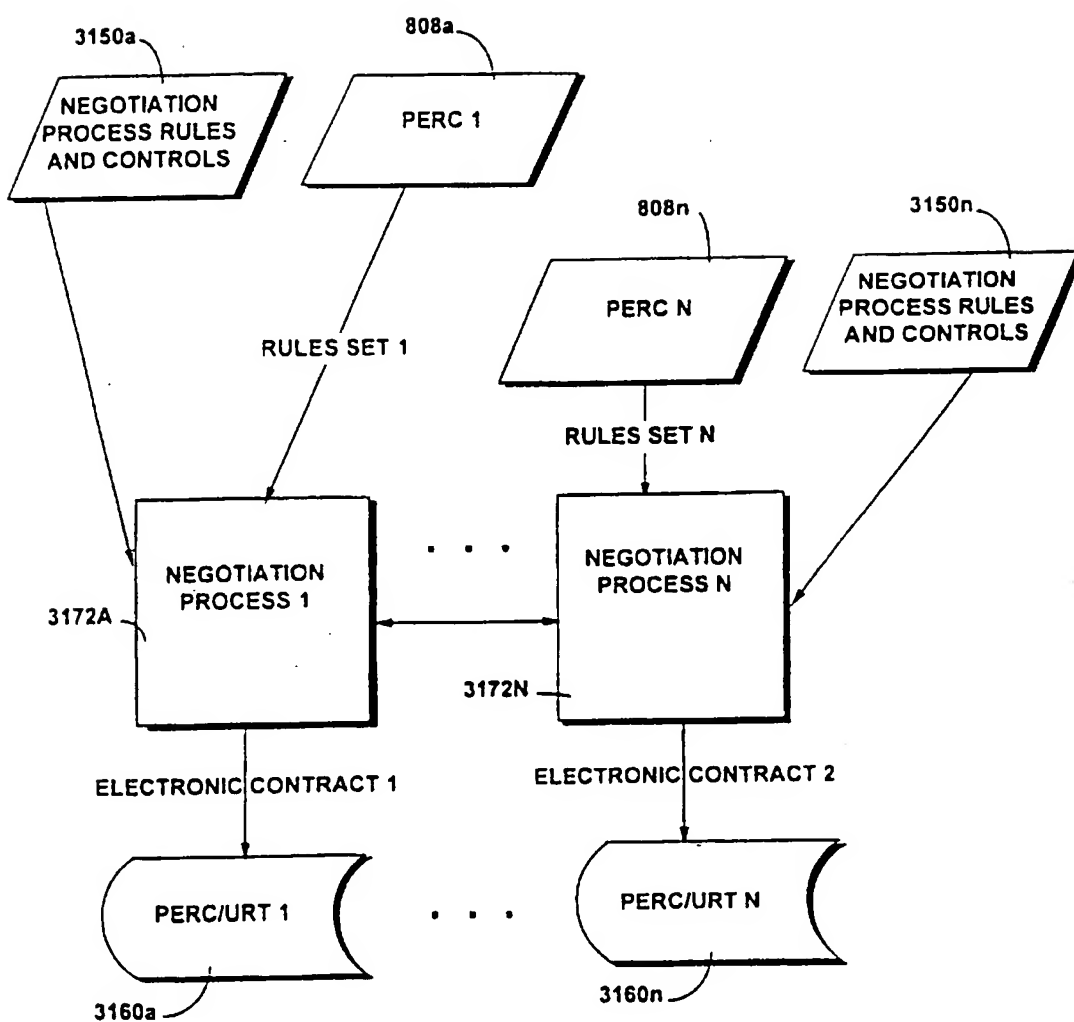 3150a
808a
NEGOTIATION
PROCESS RULES
AND CONTROLS
PERC 1
808n
3150n
PERC N
NEGOTIATION
PROCESS RULES
AND CONTROLS
RULES SET 1
RULES SET N
NEGOTIATION
PROCESS 1
. . .
NEGOTIATION
PROCESS N
3172A
3172N
ELECTRONIC CONTRACT 1
ELECTRONIC CONTRACT 2
PERC/URT 1
. . .
PERC/URT N
3160a
3160n